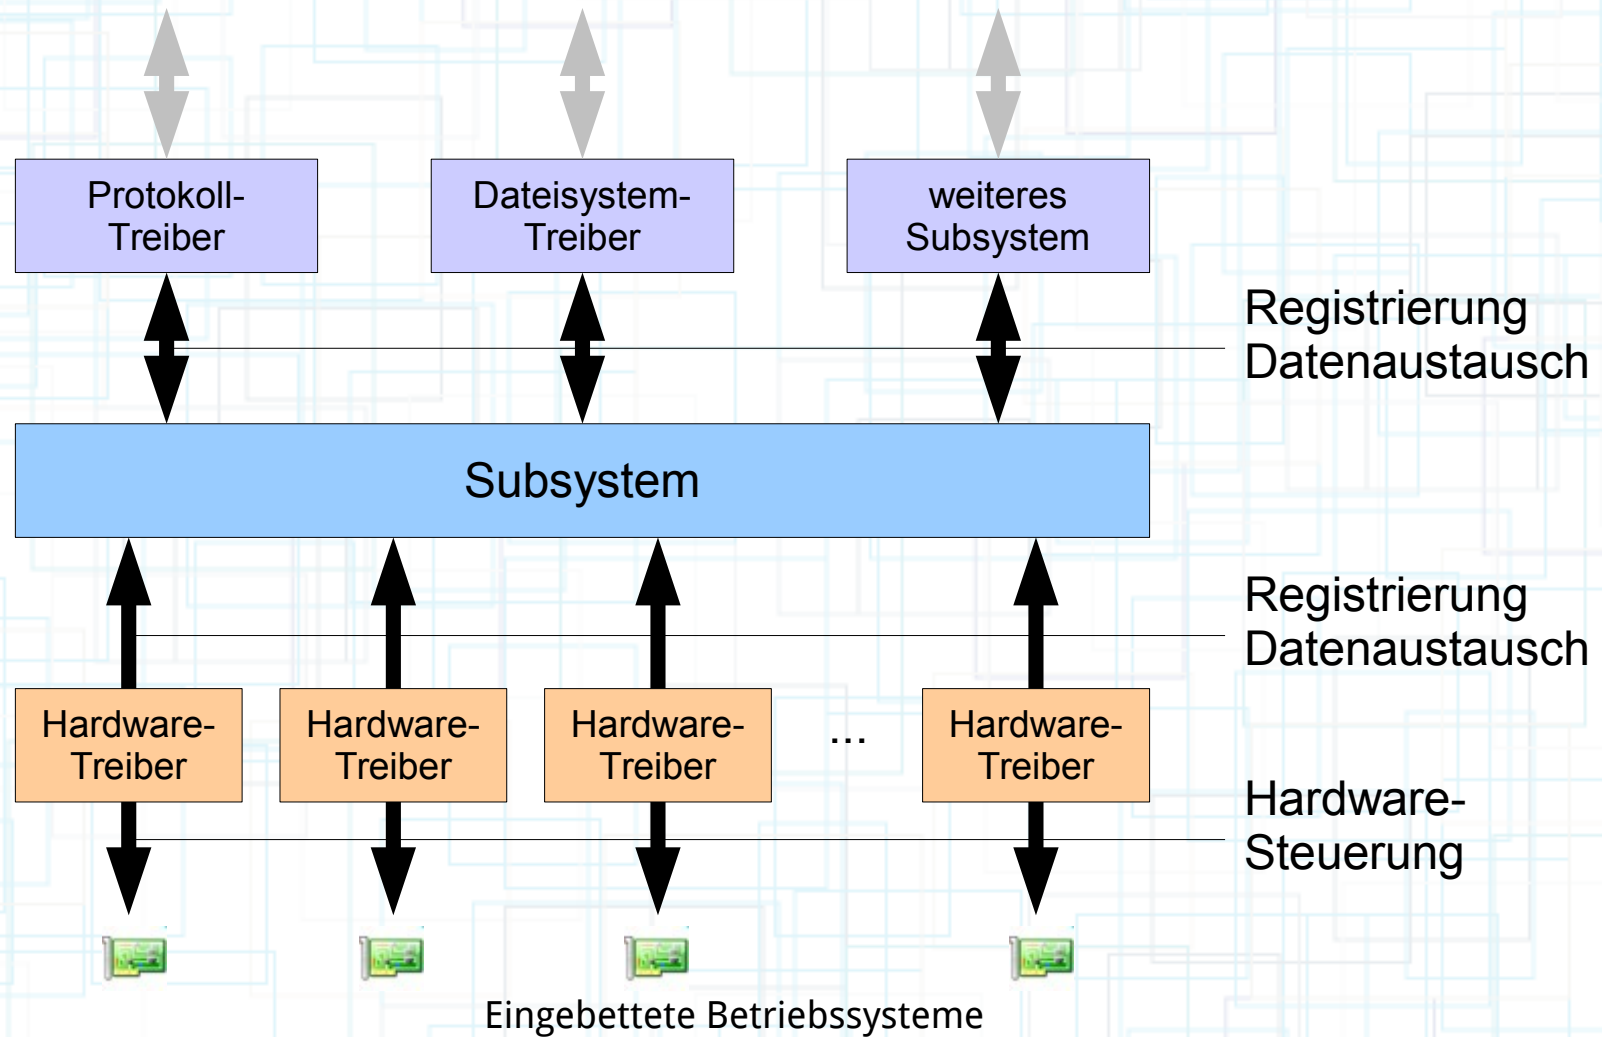 Protokoll-
Treiber
Dateisystem-
Treiber
weiteres
Subsystem
Registrierung
Datenaustausch
Subsystem
Registrierung
Datenaustausch
Hardware-
Treiber
Hardware-
Treiber
Hardware-
Treiber
...
Hardware-
Treiber
Hardware-
Steuerung
Eingebettete Betriebssysteme